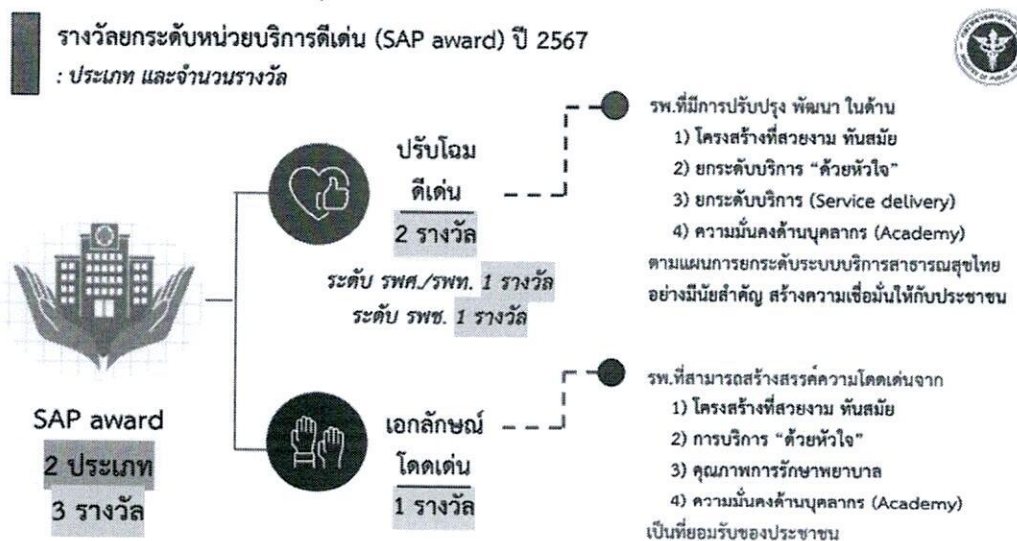 รางวัลยกระดับหน่วยบริการดีเด่น (SAP award) ปี 2567
: ประเภท และจำนวนรางวัล
SAP award
2 ประเภท
3 รางวัล
ปรับโฉม
ดีเด่น
2 รางวัล
ระดับ รพศ./รพท. 1 รางวัล
ระดับ รพช. 1 รางวัล
รพ.ที่มีการปรับปรุง พัฒนา ในด้าน
1) โครงสร้างที่สวยงาม ทันสมัย
2) ยกระดับบริการ “ด้วยหัวใจ”
3) ยกระดับบริการ (Service delivery)
4) ความมั่นคงด้านบุคลากร (Academy)
ตามแผนการยกระดับระบบบริการสาธารณสุขไทย
อย่างมีนัยสำคัญ สร้างความเชื่อมั่นให้กับประชาชน
เอกลักษณ์
โดดเด่น
1 รางวัล
รพ.ที่สามารถสร้างสรรค์ความโดดเด่นจาก
1) โครงสร้างที่สวยงาม ทันสมัย
2) การบริการ “ด้วยหัวใจ”
3) คุณภาพการรักษาพยาบาล
4) ความมั่นคงด้านบุคลากร (Academy)
เป็นที่ยอมรับของประชาชน